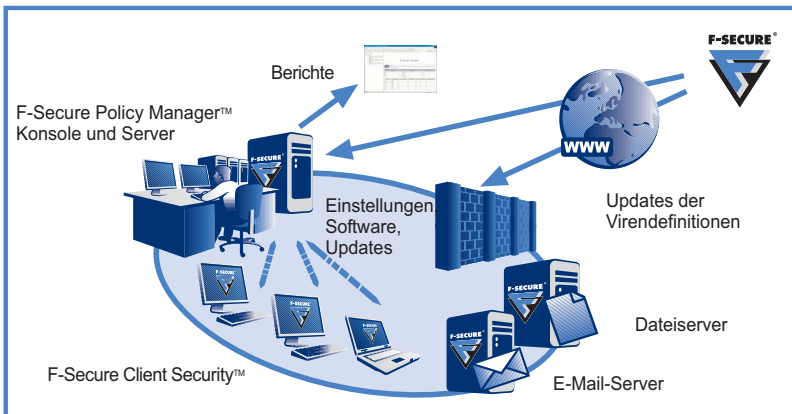 F-SECURE®
Berichte
F-Secure Policy Manager™
Konsole und Server
F-SECURE®
WWW
Einstellungen,
Software,
Updates
Updates der
Virendefinitionen
F-SECURE®
Dateiserver
F-SECURE®
F-Secure Client Security™
E-Mail-Server